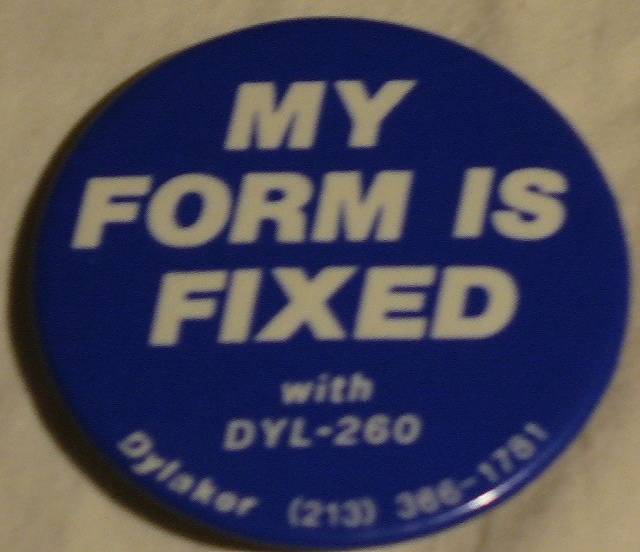 MY
FORM IS
FIXED
with
DYL-260
Dylakor (213) 366-1781